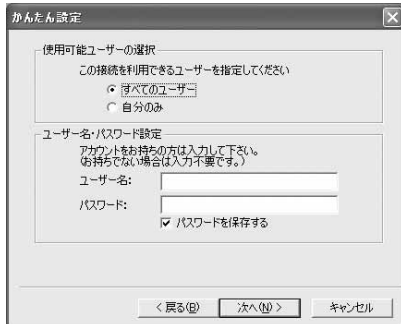 かんたん設定
使用可能ユーザーの選択
この接続を利用できるユーザーを指定してください
すべてのユーザー
自分のみ
ユーザー名・パスワード設定
アカウントをお持ちの方は入力して下さい。
(お持ちでない場合は入力不要です。)
ユーザー名:
パスワード:
パスワードを保存する
< 戻る(B) 次へ(N) > キャンセル